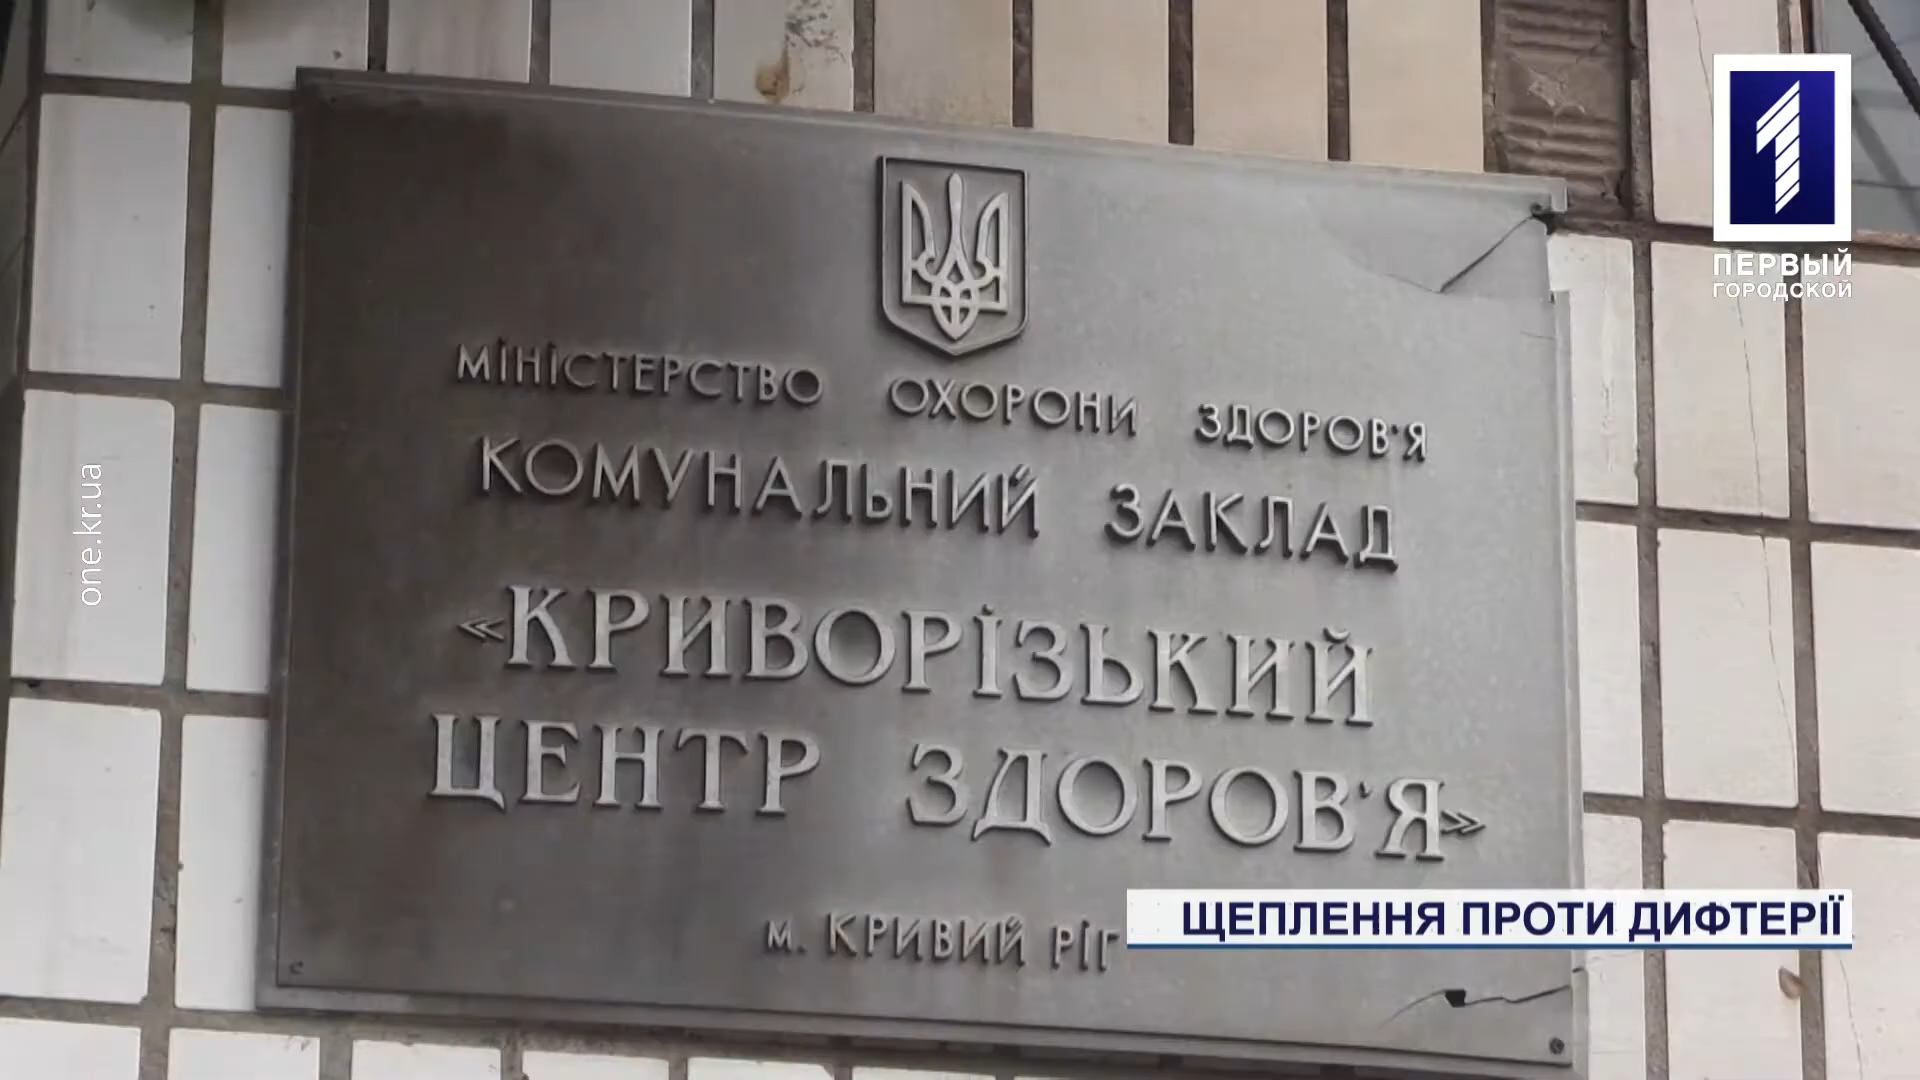 ПЕРВЫЙ
ГОРОДСКОЙ
one.kr.ua
МІНІСТЕРСТВО ОХОРОНИ ЗДОРОВ'Я
КОМУНАЛЬНИЙ ЗАКЛАД
«КРИВОРІЗЬКИЙ
ЦЕНТР ЗДОРОВ'Я»
м. КРИВИЙ РІГ
ЩЕПЛЕННЯ ПРОТИ ДИФТЕРІЇ